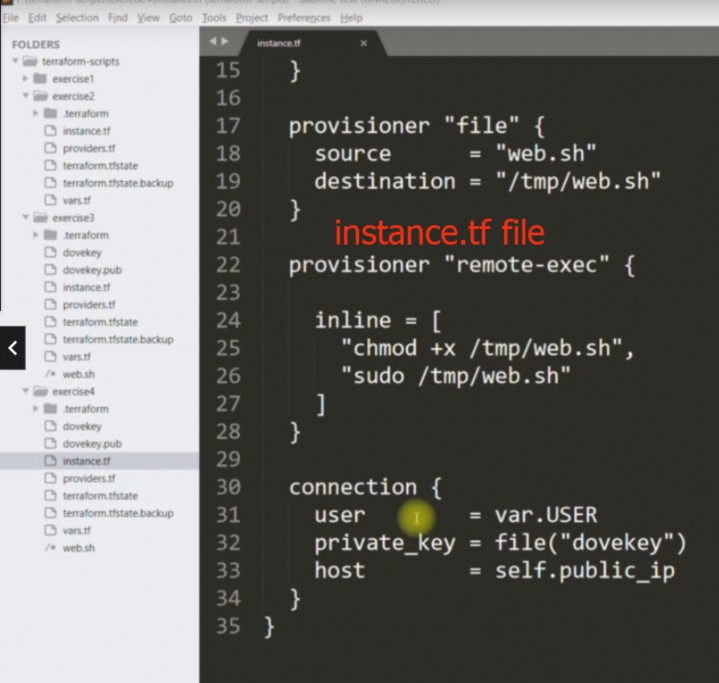 File Edit Selection Find View Goto Tools Project Preferences Help
FOLDERS
terraform-scripts
exercise1
exercise2
.terraform
instance.tf
providers.tf
terraform.tfstate
terraform.tfstate.backup
vars.tf
exercise3
.terraform
dovekey
dovekey.pub
instance.tf
providers.tf
terraform.tfstate
terraform.tfstate.backup
vars.tf
/* web.sh
exercise4
.terraform
dovekey
dovekey.pub
instance.tf
providers.tf
terraform.tfstate
terraform.tfstate.backup
vars.tf
/* web.sh
instance.tf ×
15 }
16
17 provisioner "file" {
18 source = "web.sh"
19 destination = "/tmp/web.sh"
20 }
21
instance.tf file
22 provisioner "remote-exec" {
23
24 inline = [
25 "chmod +x /tmp/web.sh",
26 "sudo /tmp/web.sh"
27 ]
28 }
29
30 connection {
31 user = var.USER
32 private_key = file("dovekey")
33 host = self.public_ip
34 }
35 }